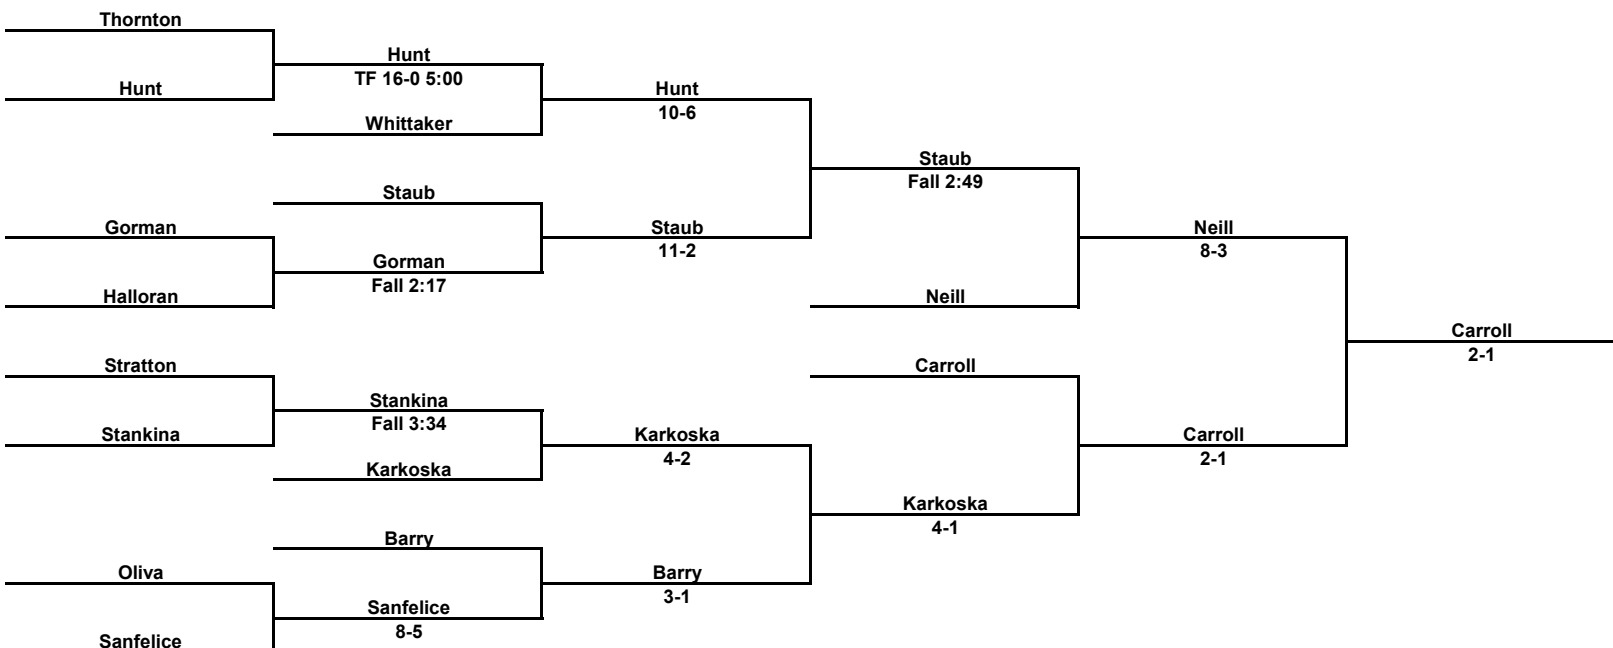 Thornton
Hunt
TF 16-0 5:00
Hunt
Hunt
10-6
Whittaker
Staub
Fall 2:49
Staub
Gorman
Staub
11-2
Neill
8-3
Gorman
Fall 2:17
Halloran
Neill
Carroll
2-1
Stratton
Carroll
Stankina
Fall 3:34
Stankina
Karkoska
4-2
Carroll
2-1
Karkoska
Karkoska
4-1
Barry
Oliva
Barry
3-1
Sanfelice
8-5
Sanfelice